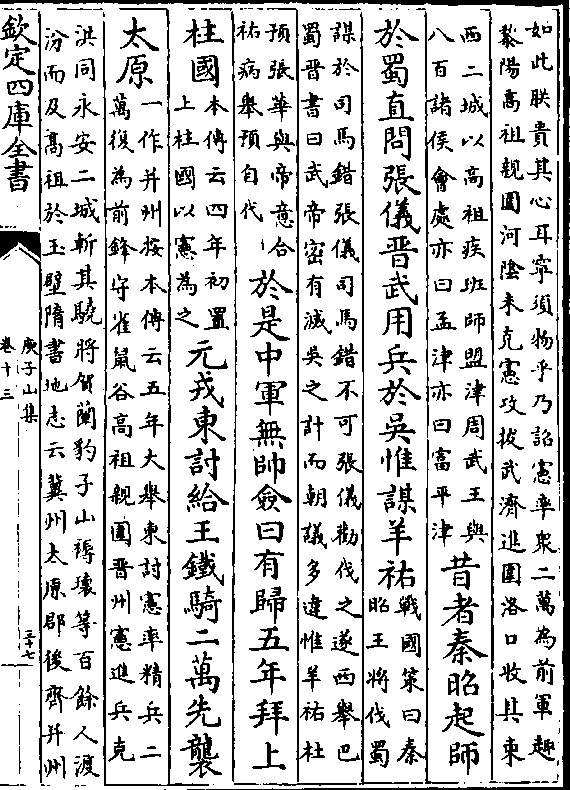 如此朕貴其心耳寧須物乎乃詔憲率衆二萬為前軍趣
黎陽高祖親圍河陰未克憲攻拔武濟進圍洛口收其東
西二城以高祖疾班師盟津周武王與
八百諸侯會處亦曰孟津亦曰富平津
昔者秦昭起師
於蜀直問張儀晉武用兵於吳惟謀羊祜
戰國策曰秦
昭王將伐蜀
謀於司馬錯張儀司馬錯不可張儀勸伐之遂西舉巴
蜀晉書曰武帝密有滅吳之計而朝議多違惟羊祜杜
預張華與帝意合
祜病舉預自代
於是中軍無帥僉曰有歸五年拜上
柱國
本傳云四年初置
上柱國以憲為之
元戎東討給王鐵騎二萬先襲
太原
一作并州按本傳云五年大舉東討憲率精兵二
萬復為前鋒守雀鼠谷高祖親圍晉州憲進兵克
洪同永安二城斬其驍將賀蘭豹子山褥瓌等百餘人渡
汾而及高祖於玉壁隋書地志云冀州太原郡後齊并州
欽定四庫全書
庾子山集
卷十三
三十七